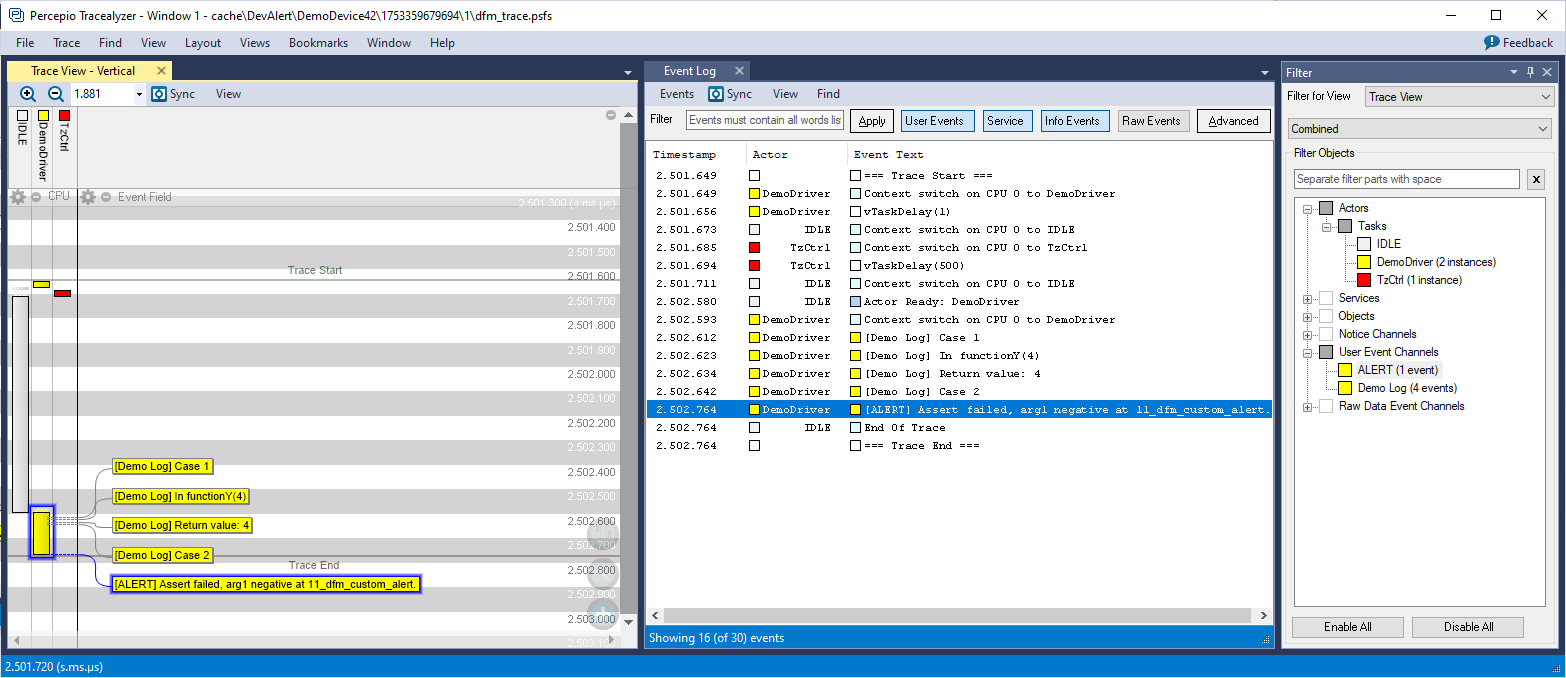 Percepio Tracealyzer - Window 1 - cache\DevAlert\DemoDevice42\1753359679694\1\dfm_trace.psfs
File Trace Find View Layout Views Bookmarks Window Help Feedback
Trace View - Vertical
1.881 Sync View
IDLE
DemoDriver
TzCtrl
CPU Event Field
2.501.300 (s.ms.µs)
2.501.400
2.501.500
Trace Start
2.501.600
2.501.700
2.501.800
2.501.900
2.502.000
2.502.100
2.502.200
2.502.300
[Demo Log] Case 1
2.502.400
[Demo Log] In functionY(4)
2.502.500
[Demo Log] Return value: 4
2.502.600
2.502.700
[Demo Log] Case 2
Trace End
2.502.800
[ALERT] Assert failed, arg1 negative at 11_dfm_custom_alert.
2.502.900
2.503.000
2.503.100
Event Log
Events Sync View Find
Filter Events must contain all words list Apply User Events Service Info Events Raw Events Advanced
Timestamp Actor Event Text
2.501.649 === Trace Start ===
2.501.649 DemoDriver Context switch on CPU 0 to DemoDriver
2.501.656 DemoDriver vTaskDelay(1)
2.501.673 IDLE Context switch on CPU 0 to IDLE
2.501.685 TzCtrl Context switch on CPU 0 to TzCtrl
2.501.694 TzCtrl vTaskDelay(500)
2.501.711 IDLE Context switch on CPU 0 to IDLE
2.502.580 IDLE Actor Ready: DemoDriver
2.502.593 DemoDriver Context switch on CPU 0 to DemoDriver
2.502.612 DemoDriver [Demo Log] Case 1
2.502.623 DemoDriver [Demo Log] In functionY(4)
2.502.634 DemoDriver [Demo Log] Return value: 4
2.502.642 DemoDriver [Demo Log] Case 2
2.502.764 DemoDriver [ALERT] Assert failed, arg1 negative at 11_dfm_custom_alert.
2.502.764 IDLE End Of Trace
2.502.764 === Trace End ===
Showing 16 (of 30) events
Filter
Filter for View Trace View
Combined
Filter Objects
Separate filter parts with space x
Actors
Tasks
IDLE
DemoDriver (2 instances)
TzCtrl (1 instance)
Services
Objects
Notice Channels
User Event Channels
ALERT (1 event)
Demo Log (4 events)
Raw Data Event Channels
Enable All Disable All
2.501.720 (s.ms.µs)